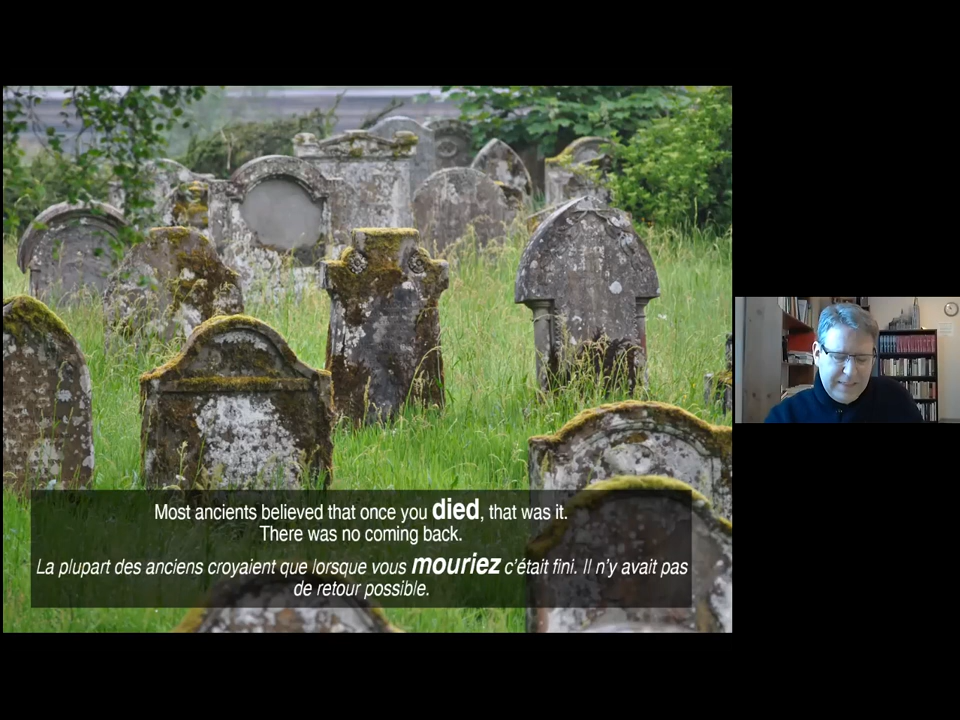 Most ancients believed that once you died, that was it.
There was no coming back.
La plupart des anciens croyaient que lorsque vous mouriez c'était fini. Il n'y avait pas
de retour possible.